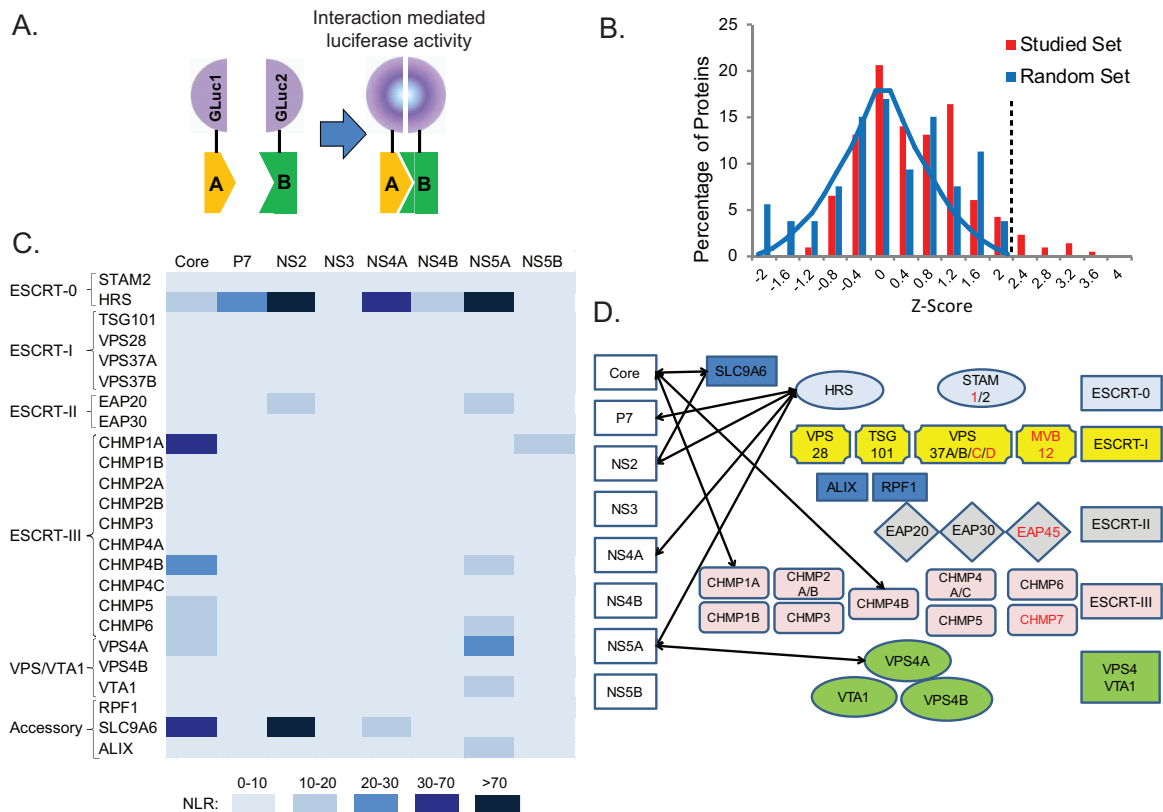 A.
Interaction mediated
luciferase activity
GLuc1
GLuc2
A
B
A
B
B.
Studied Set
Random Set
Percentage of Proteins
25
20
15
10
5
0
-2 -1.6 -1.2 -0.8 -0.4 0 0.4 0.8 1.2 1.6 2 2.4 2.8 3.2 3.6 4
Z-Score
C.
Core P7 NS2 NS3 NS4A NS4B NS5A NS5B
ESCRT-0
STAM2
HRS
ESCRT-I
TSG101
VPS28
VPS37A
VPS37B
ESCRT-II
EAP20
EAP30
ESCRT-III
CHMP1A
CHMP1B
CHMP2A
CHMP2B
CHMP3
CHMP4A
CHMP4B
CHMP4C
CHMP5
CHMP6
VPS/VTA1
VPS4A
VPS4B
VTA1
Accessory
RPF1
SLC9A6
ALIX
0-10 10-20 20-30 30-70 >70
NLR:
D.
Core
P7
NS2
NS3
NS4A
NS4B
NS5A
NS5B
SLC9A6
HRS
STAM
1/2
ESCRT-0
VPS
28
TSG
101
VPS
37A/B/C/D
MVB
12
ESCRT-I
ALIX
RPF1
EAP20
EAP30
EAP45
ESCRT-II
CHMP1A
CHMP2
A/B
CHMP4B
CHMP4
A/C
CHMP6
CHMP1B
CHMP3
CHMP5
CHMP7
ESCRT-III
VPS4A
VTA1
VPS4B
VPS4
VTA1